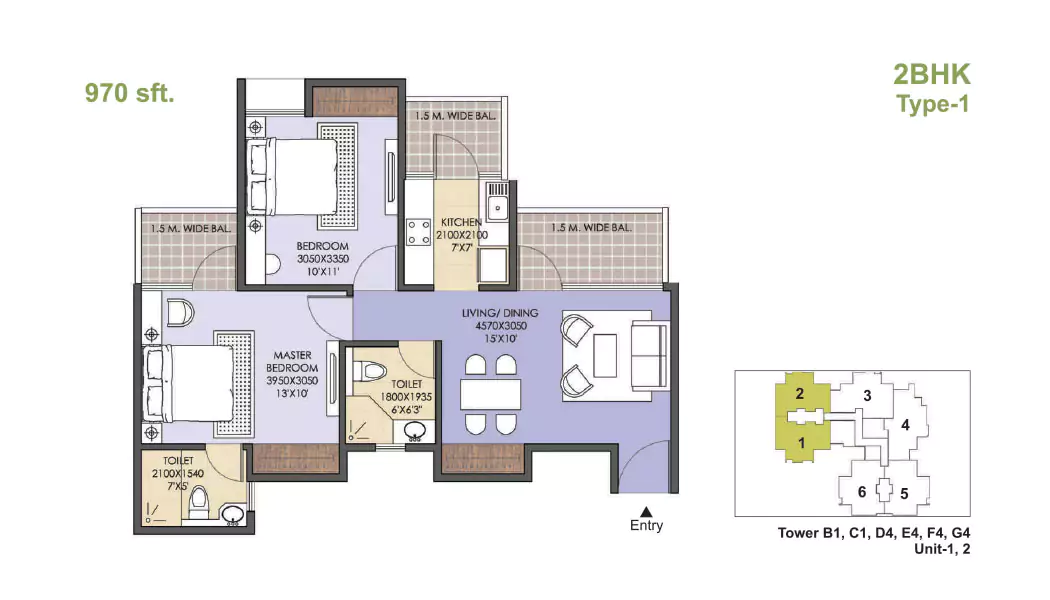 970 sft.
2BHK
Type-1
1.5 M. WIDE BAL.
1.5 M. WIDE BAL.
KITCHEN
2100X2100
7'X7'
1.5 M. WIDE BAL.
BEDROOM
3050X3350
10'X11'
LIVING/ DINING
4570X3050
15'X10'
MASTER
BEDROOM
3950X3050
13'X10'
TOILET
1800X1935
6'X6'3"
TOILET
2100X1540
7'X5'
Entry
2
3
1
4
6
5
Tower B1, C1, D4, E4, F4, G4
Unit-1, 2